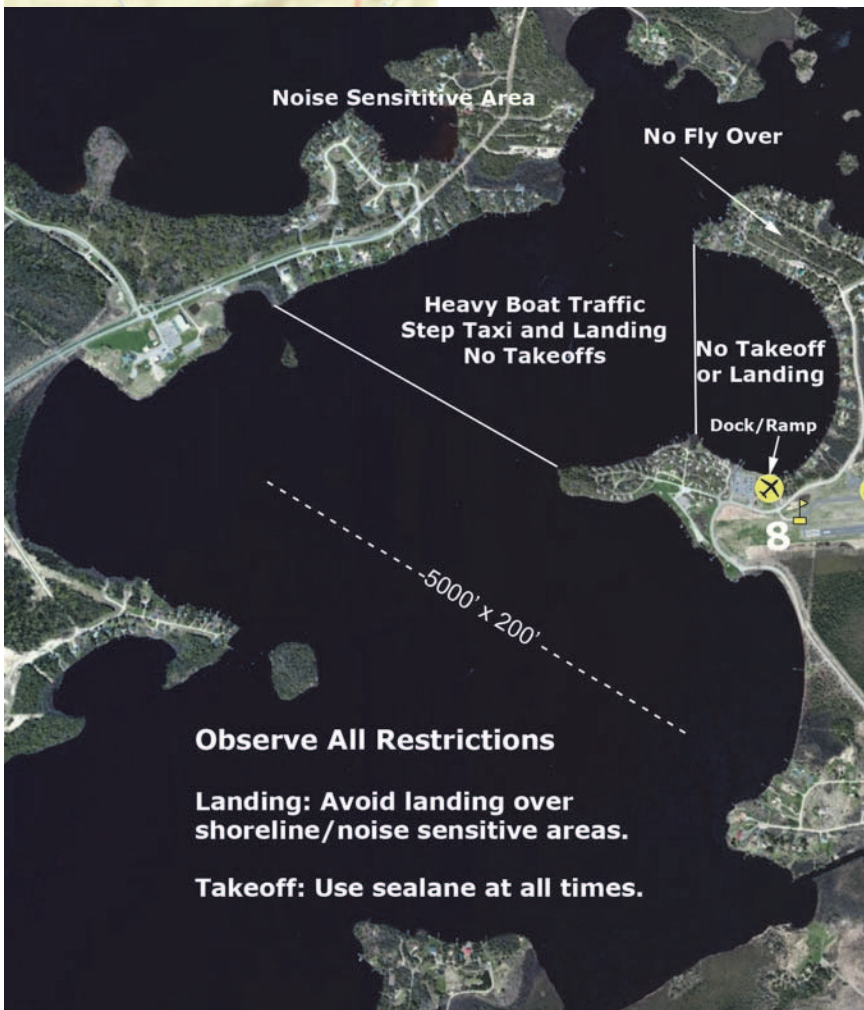 Noise Sensititive Area
No Fly Over
Heavy Boat Traffic
Step Taxi and Landing
No Takeoffs
No Takeoff
or Landing
Dock/Ramp
8
5000' x 200'
Observe All Restrictions
Landing: Avoid landing over
shoreline/noise sensitive areas.
Takeoff: Use sealane at all times.